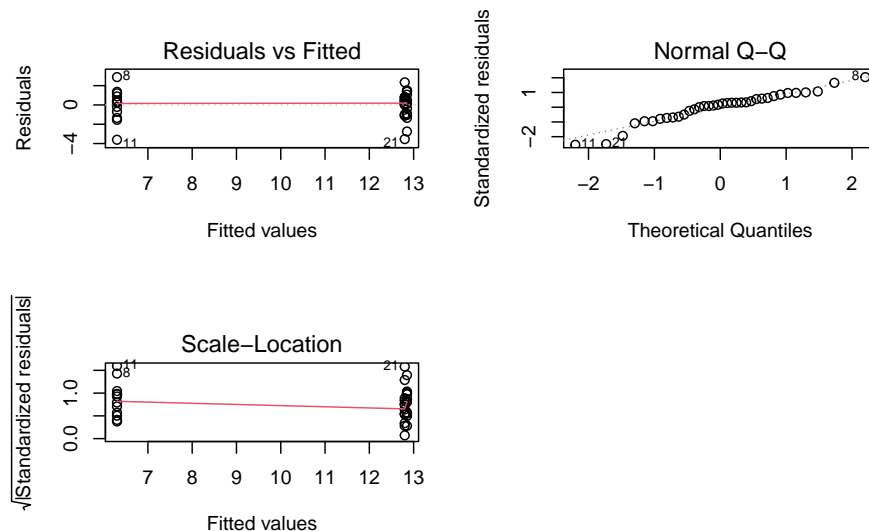 Residuals vs Fitted
Residuals
0
−4
8
11
21
7 8 9 10 11 12 13
Fitted values
Normal Q−Q
Standardized residuals
1
−2
8
11
21
−2 −1 0 1 2
Theoretical Quantiles
Scale−Location
√|Standardized residuals|
1.0
0.0
11
8
21
7 8 9 10 11 12 13
Fitted values